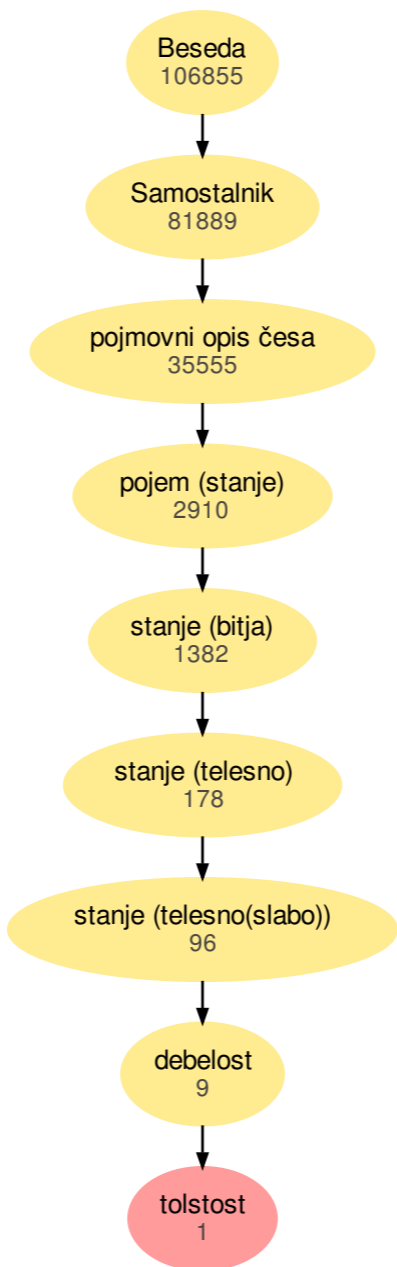 Beseda
106855
Samostalnik
81889
pojmovni opis česa
35555
pojem (stanje)
2910
stanje (bitja)
1382
stanje (telesno)
178
stanje (telesno(slabo))
96
debelost
9
tolstost
1